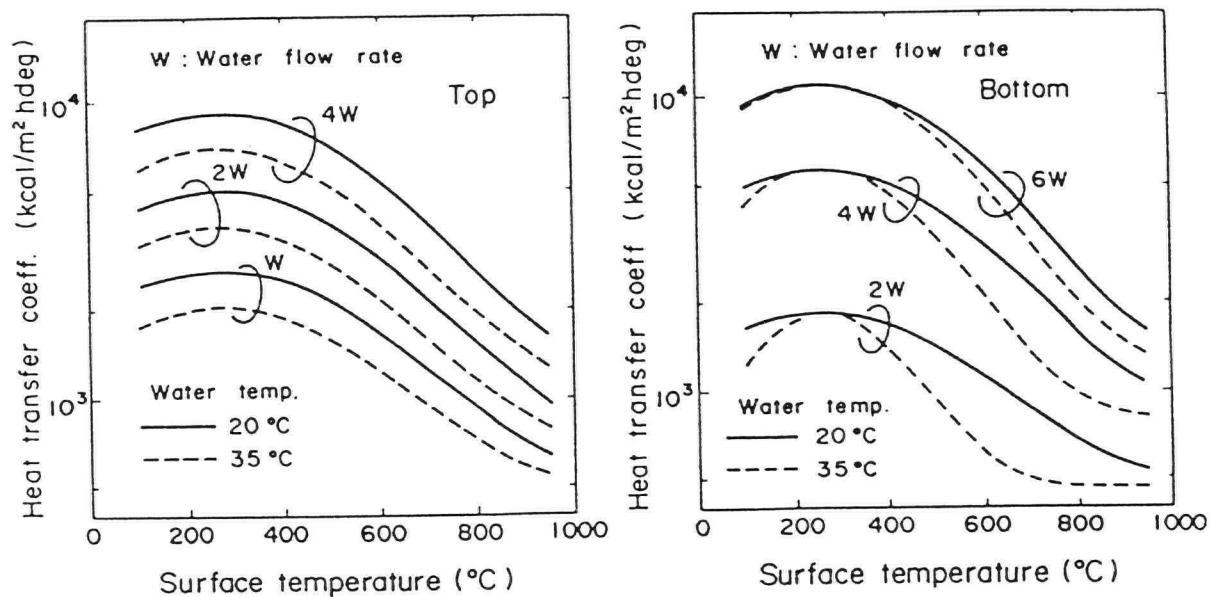 Heat transfer coeff. (kcal/m²hdeg)
W : Water flow rate
Top
10⁴
4W
2W
W
10³
Water temp.
20 °C
35 °C
0 200 400 600 800 1000
Surface temperature (°C)
Heat transfer coeff (kcal/m²hdeg)
W : Water flow rate
Bottom
10⁴
6W
4W
2W
10³
Water temp.
20 °C
35 °C
0 200 400 600 800 1000
Surface temperature (°C)